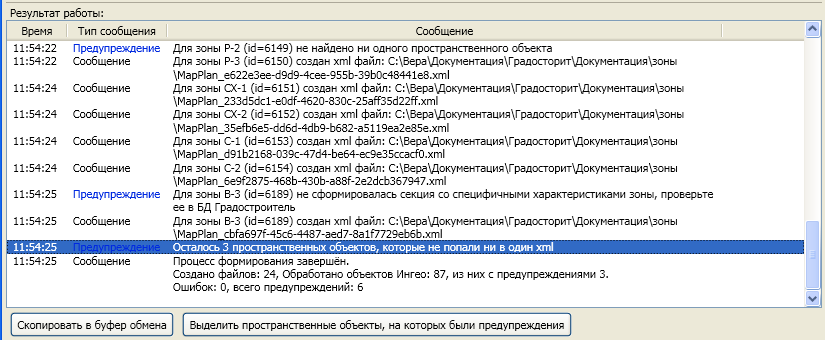 Результат работы:
Время Тип сообщения Сообщение
11:54:22 Предупреждение Для зоны Р-2 (id=6149) не найдено ни одного пространственного объекта
11:54:22 Сообщение Для зоны Р-3 (id=6150) создан xml файл: C:\Вера\Документация\Градосторит\Документация\зоны
\MapPlan_e622e3ee-d9d9-4cee-955b-39b0c48441e8.xml
11:54:24 Сообщение Для зоны СХ-1 (id=6151) создан xml файл: C:\Вера\Документация\Градосторит\Документация\зоны
\MapPlan_233d5dc1-e0df-4620-830c-25aff35d22ff.xml
11:54:24 Сообщение Для зоны СХ-2 (id=6152) создан xml файл: C:\Вера\Документация\Градосторит\Документация\зоны
\MapPlan_35efb6e5-dd6d-4db9-b682-a5119ea2e85e.xml
11:54:24 Сообщение Для зоны С-1 (id=6153) создан xml файл: C:\Вера\Документация\Градосторит\Документация\зоны
\MapPlan_d91b2168-039c-47d4-be64-ec9e35ccacf0.xml
11:54:24 Сообщение Для зоны С-2 (id=6154) создан xml файл: C:\Вера\Документация\Градосторит\Документация\зоны
\MapPlan_6e9f2875-468b-430b-a88f-2e2dcb367947.xml
11:54:25 Предупреждение Для зоны В-3 (id=6189) не сформировалась секция со специфичными характеристиками зоны, проверьте
ее в БД Градостроитель
11:54:25 Сообщение Для зоны В-3 (id=6189) создан xml файл: C:\Вера\Документация\Градосторит\Документация\зоны
\MapPlan_cbfa697f-45c6-4487-aed7-8a1f7729eb6b.xml
11:54:25 Предупреждение Осталось 3 пространственных объектов, которые не попали ни в один xml
11:54:25 Сообщение Процесс формирования завершён.
Создано файлов: 24, Обработано объектов Ингео: 87, из них с предупреждениями 3.
Ошибок: 0, всего предупреждений: 6
Скопировать в буфер обмена Выделить пространственные объекты, на которых были предупреждения